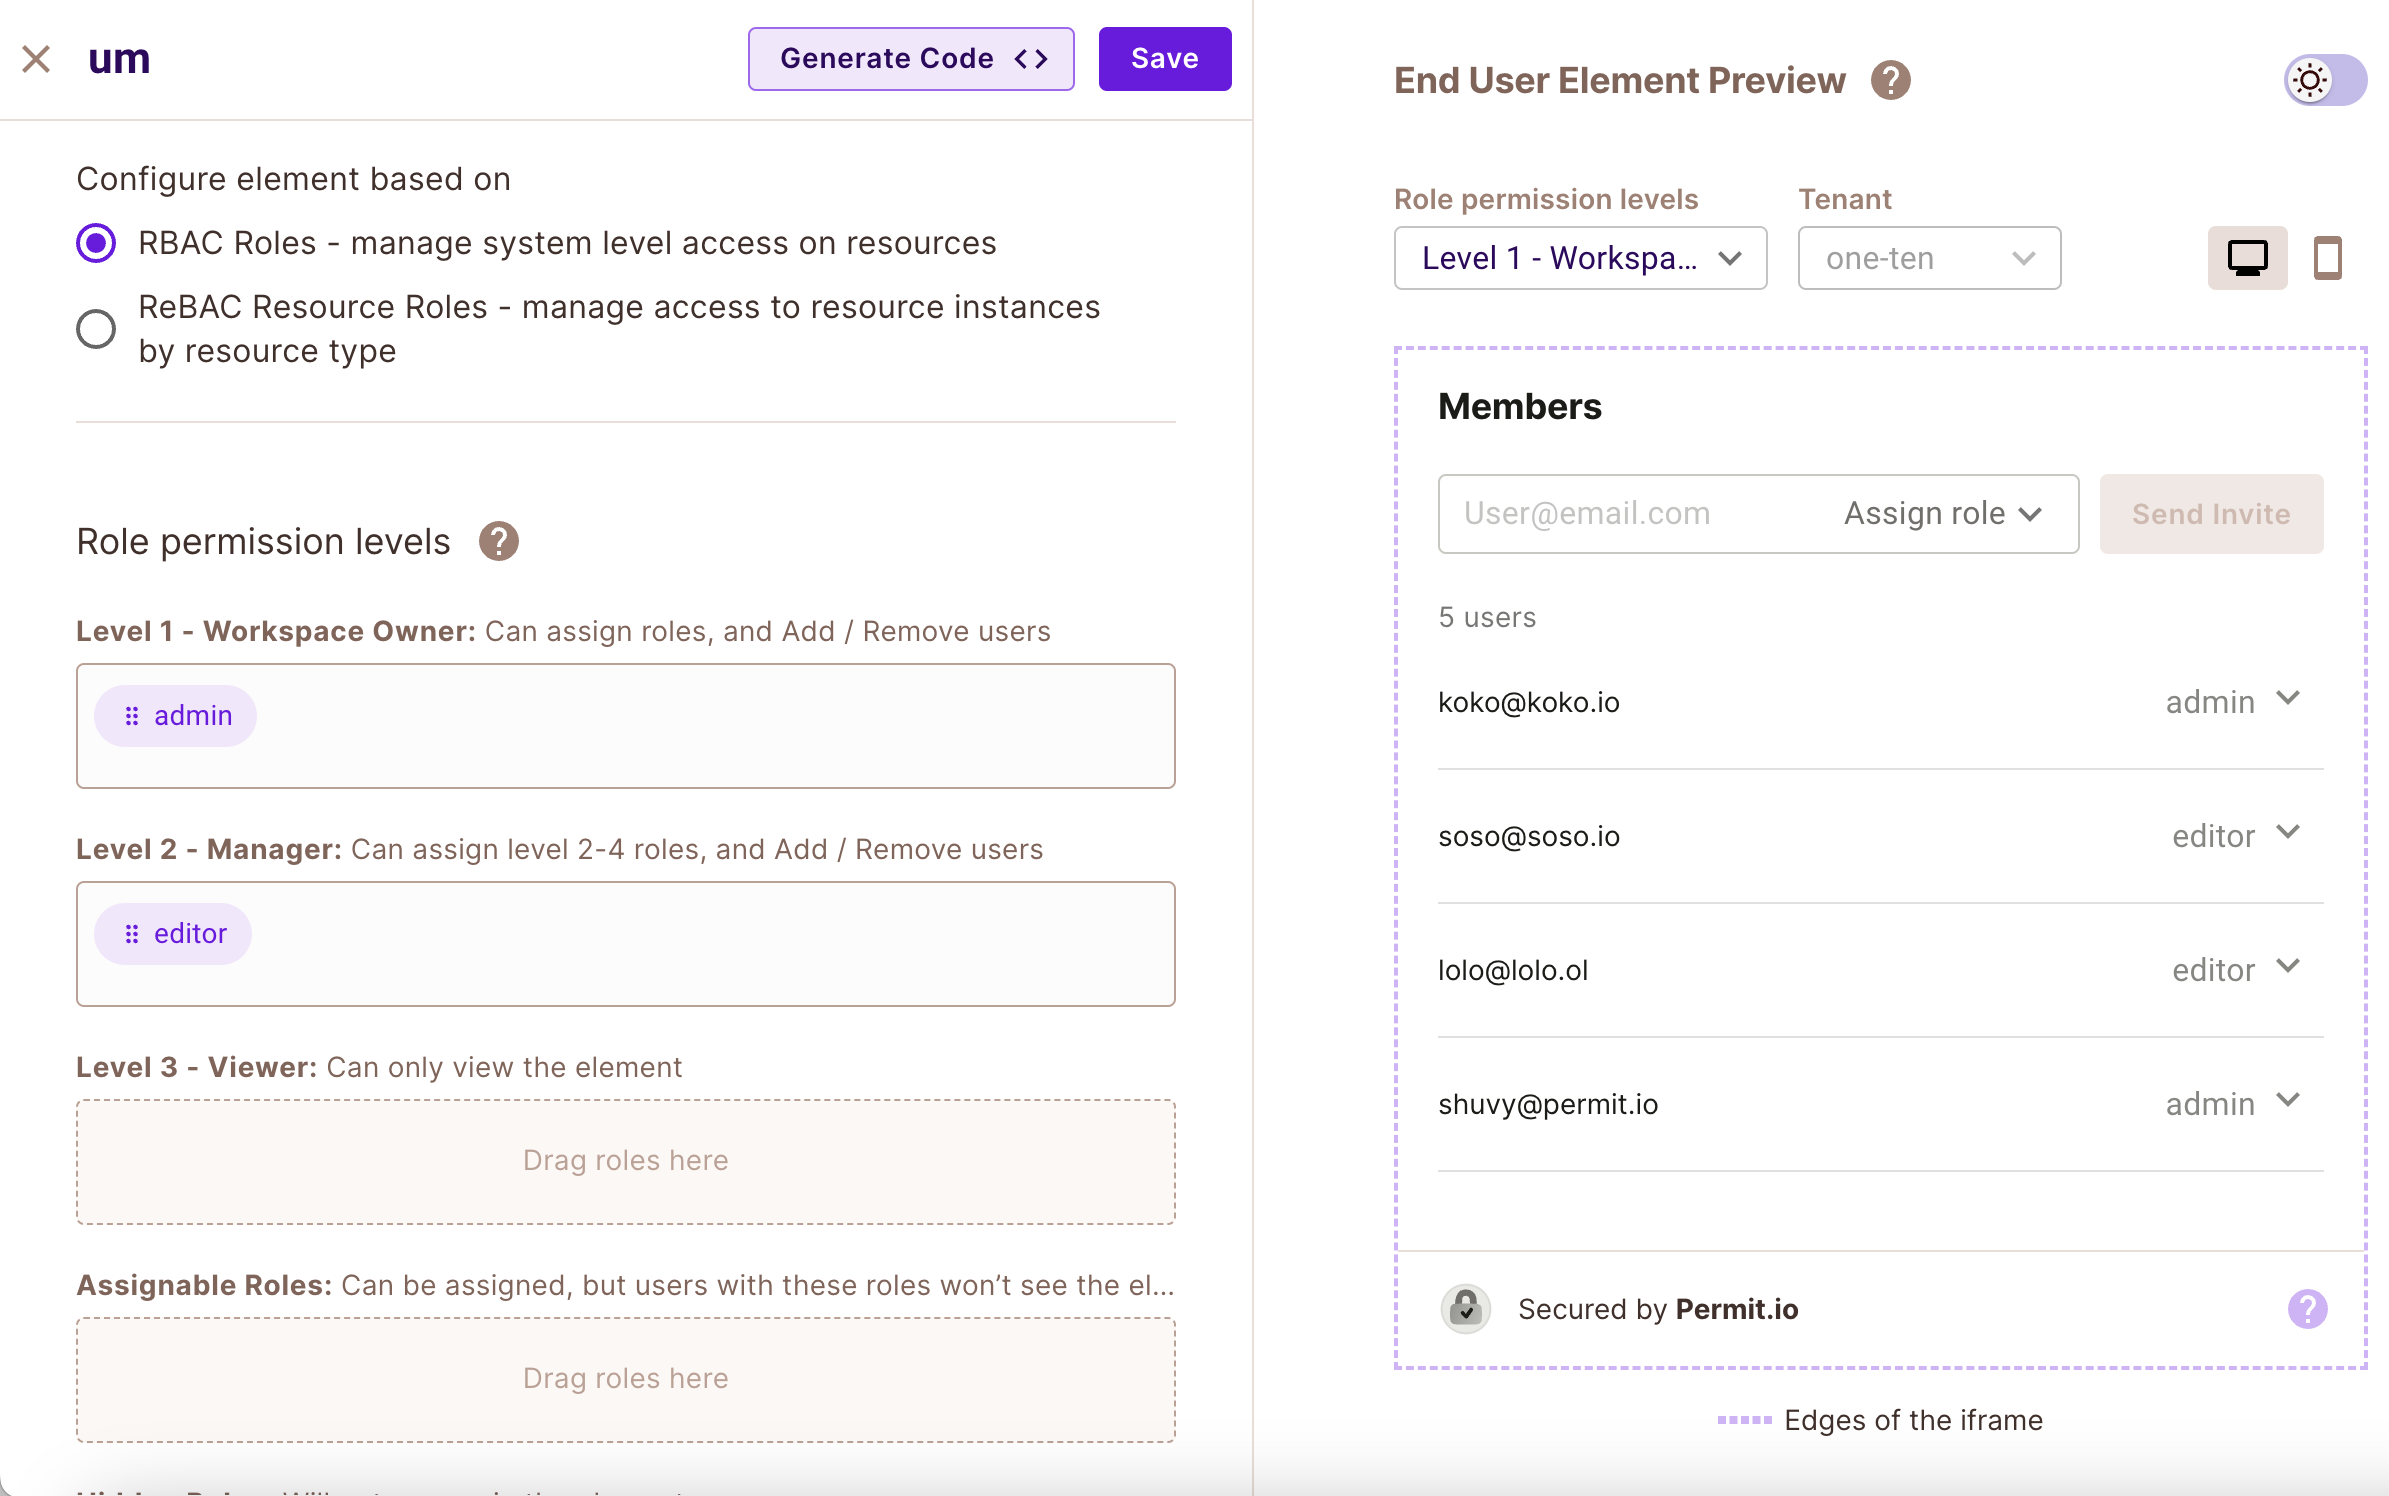 um
Generate Code <>
Save
Configure element based on
RBAC Roles - manage system level access on resources
ReBAC Resource Roles - manage access to resource instances
by resource type
Role permission levels ?
Level 1 - Workspace Owner: Can assign roles, and Add / Remove users
admin
Level 2 - Manager: Can assign level 2-4 roles, and Add / Remove users
editor
Level 3 - Viewer: Can only view the element
Drag roles here
Assignable Roles: Can be assigned, but users with these roles won’t see the el...
Drag roles here
End User Element Preview ?
Role permission levels
Level 1 - Workspa...
Tenant
one-ten
Members
User@email.com
Assign role
Send Invite
5 users
koko@koko.io admin
soso@soso.io editor
lolo@lolo.ol editor
shuvy@permit.io admin
Secured by Permit.io ?
Edges of the iframe